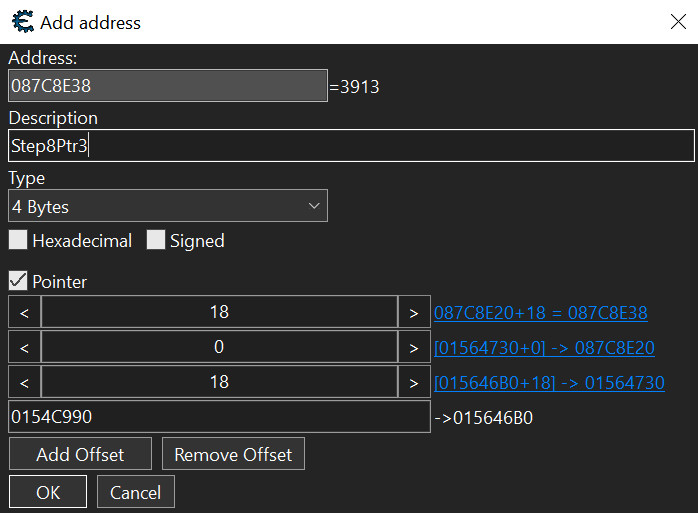 Add address
Address:
087C8E38 =3913
Description
Step8Ptr3
Type
4 Bytes
Hexadecimal Signed
Pointer
< 18 > 087C8E20+18 = 087C8E38
< 0 > [01564730+0] -> 087C8E20
< 18 > [015646B0+18] -> 01564730
0154C990 ->015646B0
Add Offset Remove Offset
OK Cancel